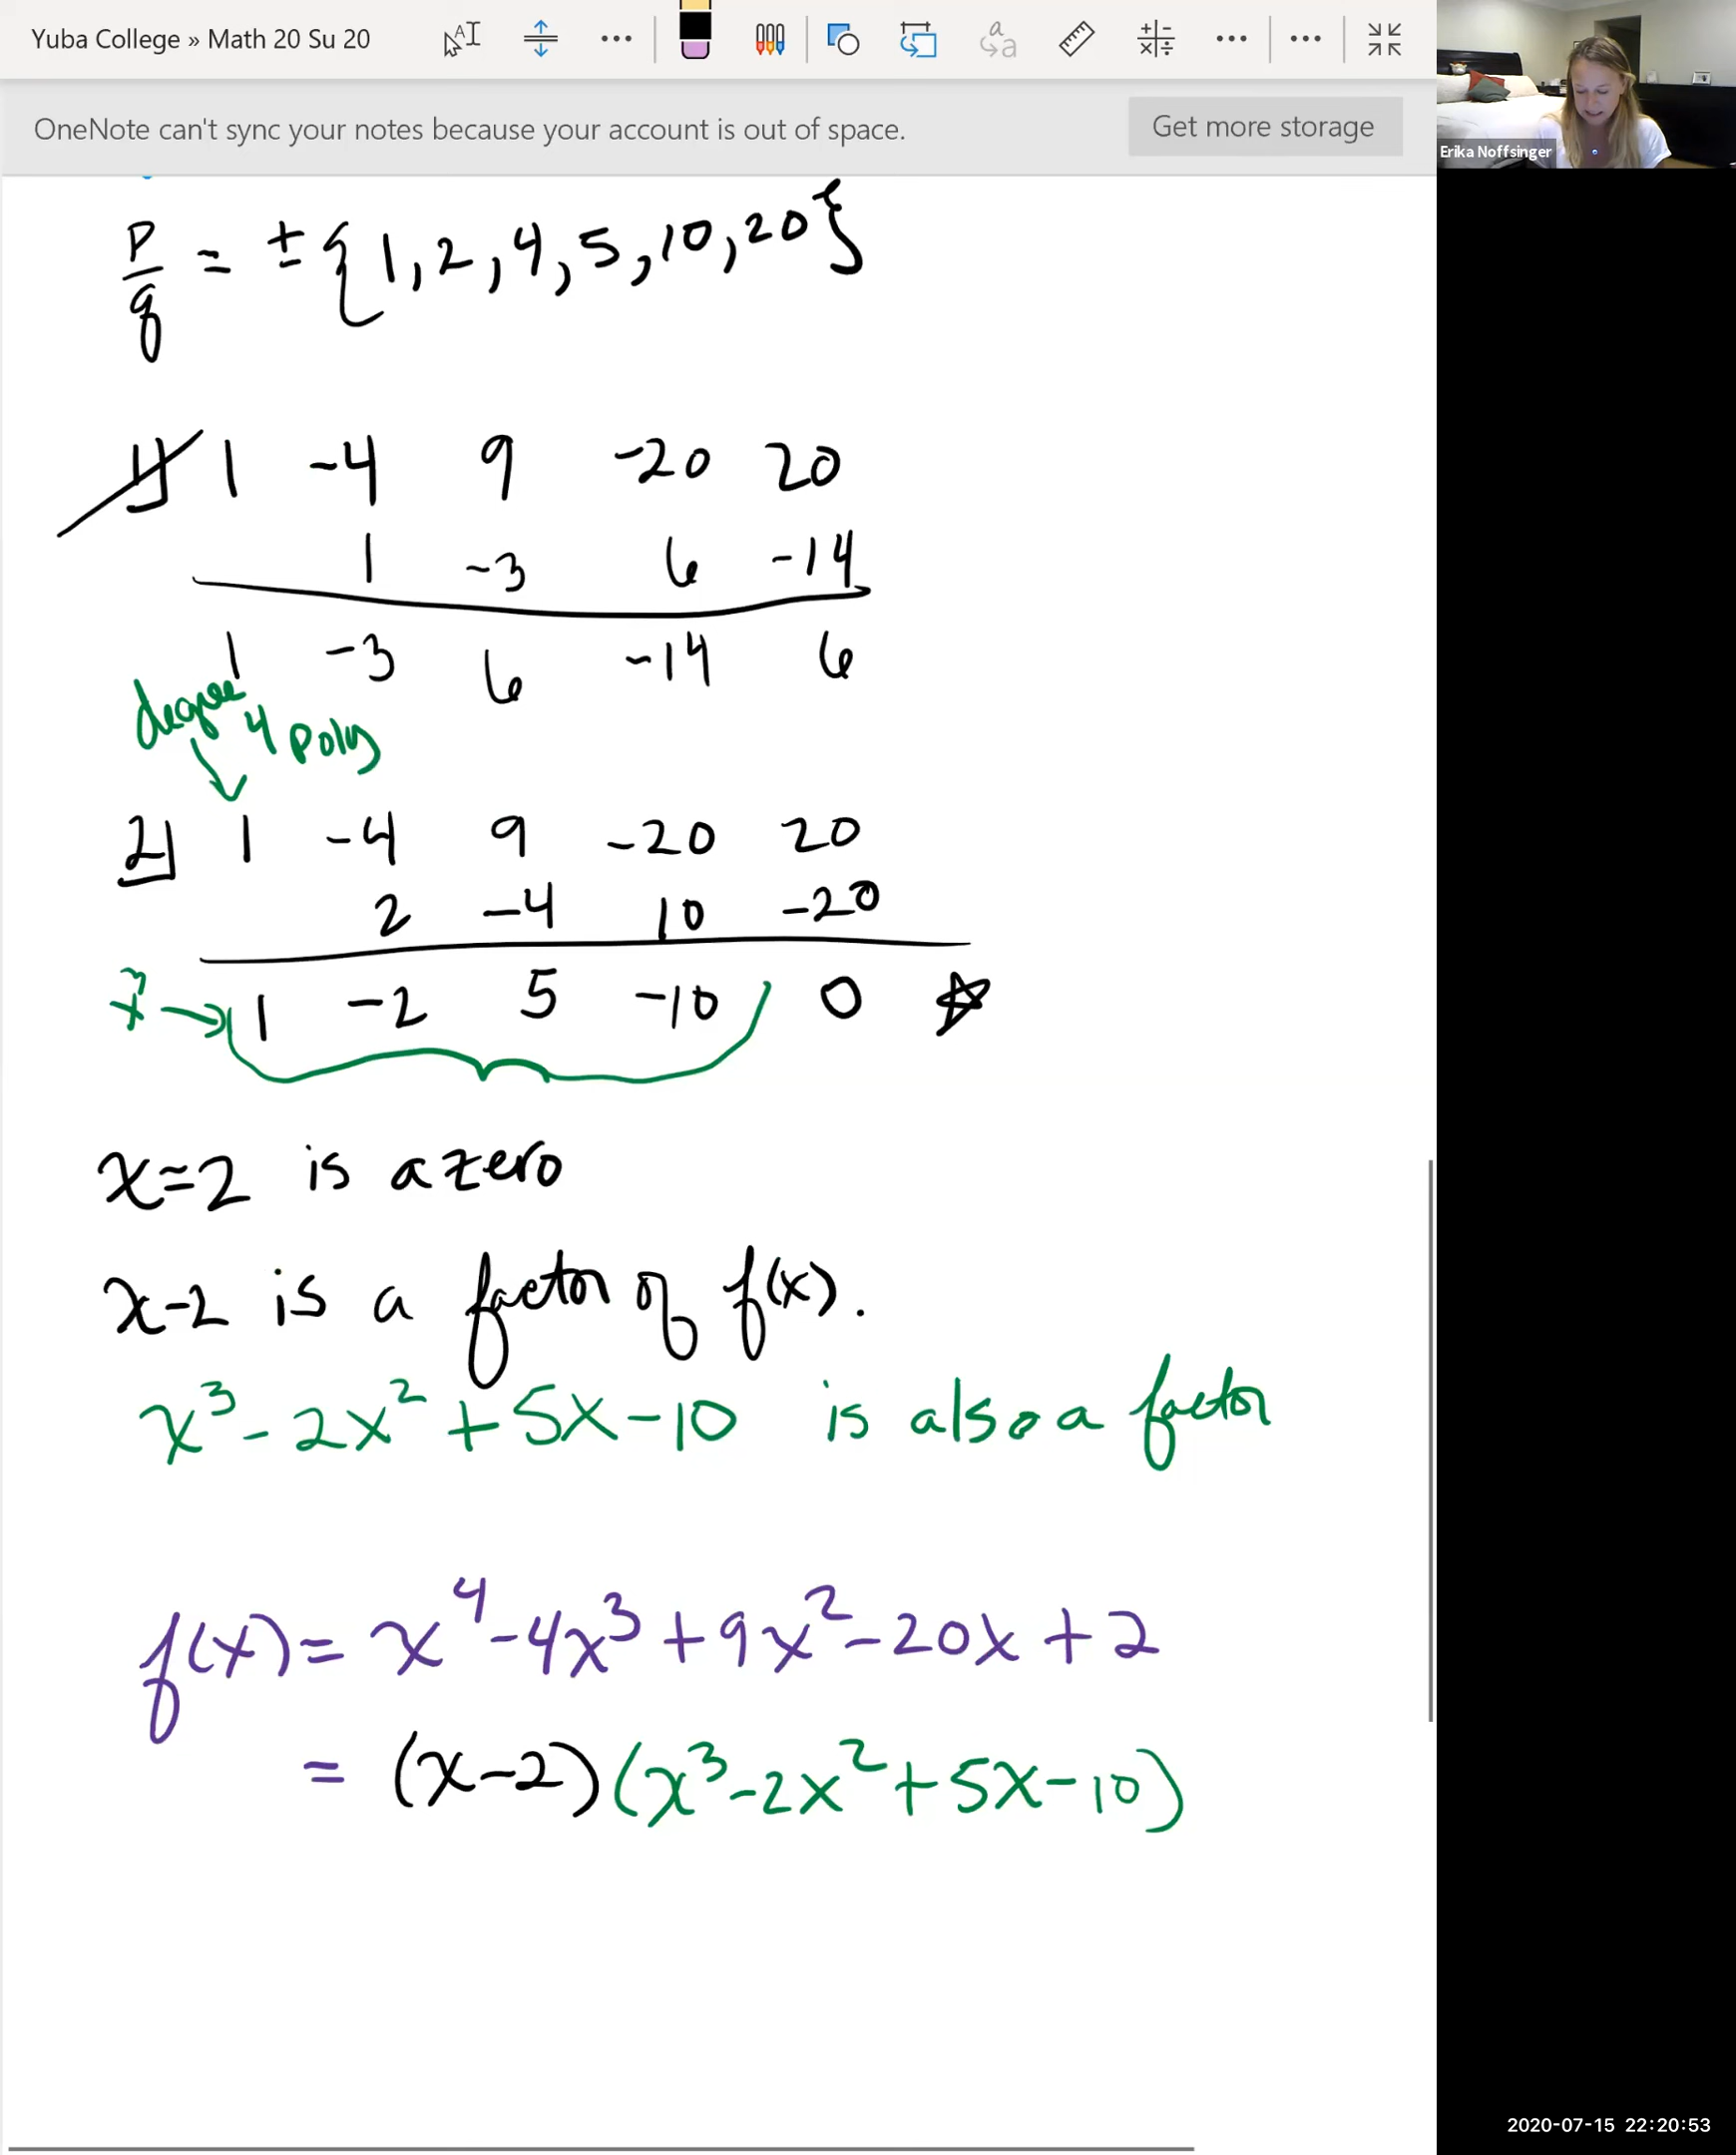 Yuba College » Math 20 Su 20
OneNote can't sync your notes because your account is out of space.
Get more storage
Erika Noffsinger
p/q = ± {1, 2, 4, 5, 10, 20}
1 1 -4 9 -20 20
1 -3 6 -14
1 -3 6 -14 6
degree 4 poly
2 1 -4 9 -20 20
2 -4 10 -20
x³ → 1 -2 5 -10 0 ☆
x=2 is a zero
x-2 is a factor of f(x).
x³ - 2x² + 5x - 10 is also a factor
f(x) = x⁴ - 4x³ + 9x² - 20x + 2
= (x-2)(x³ - 2x² + 5x - 10)
2020-07-15 22:20:53